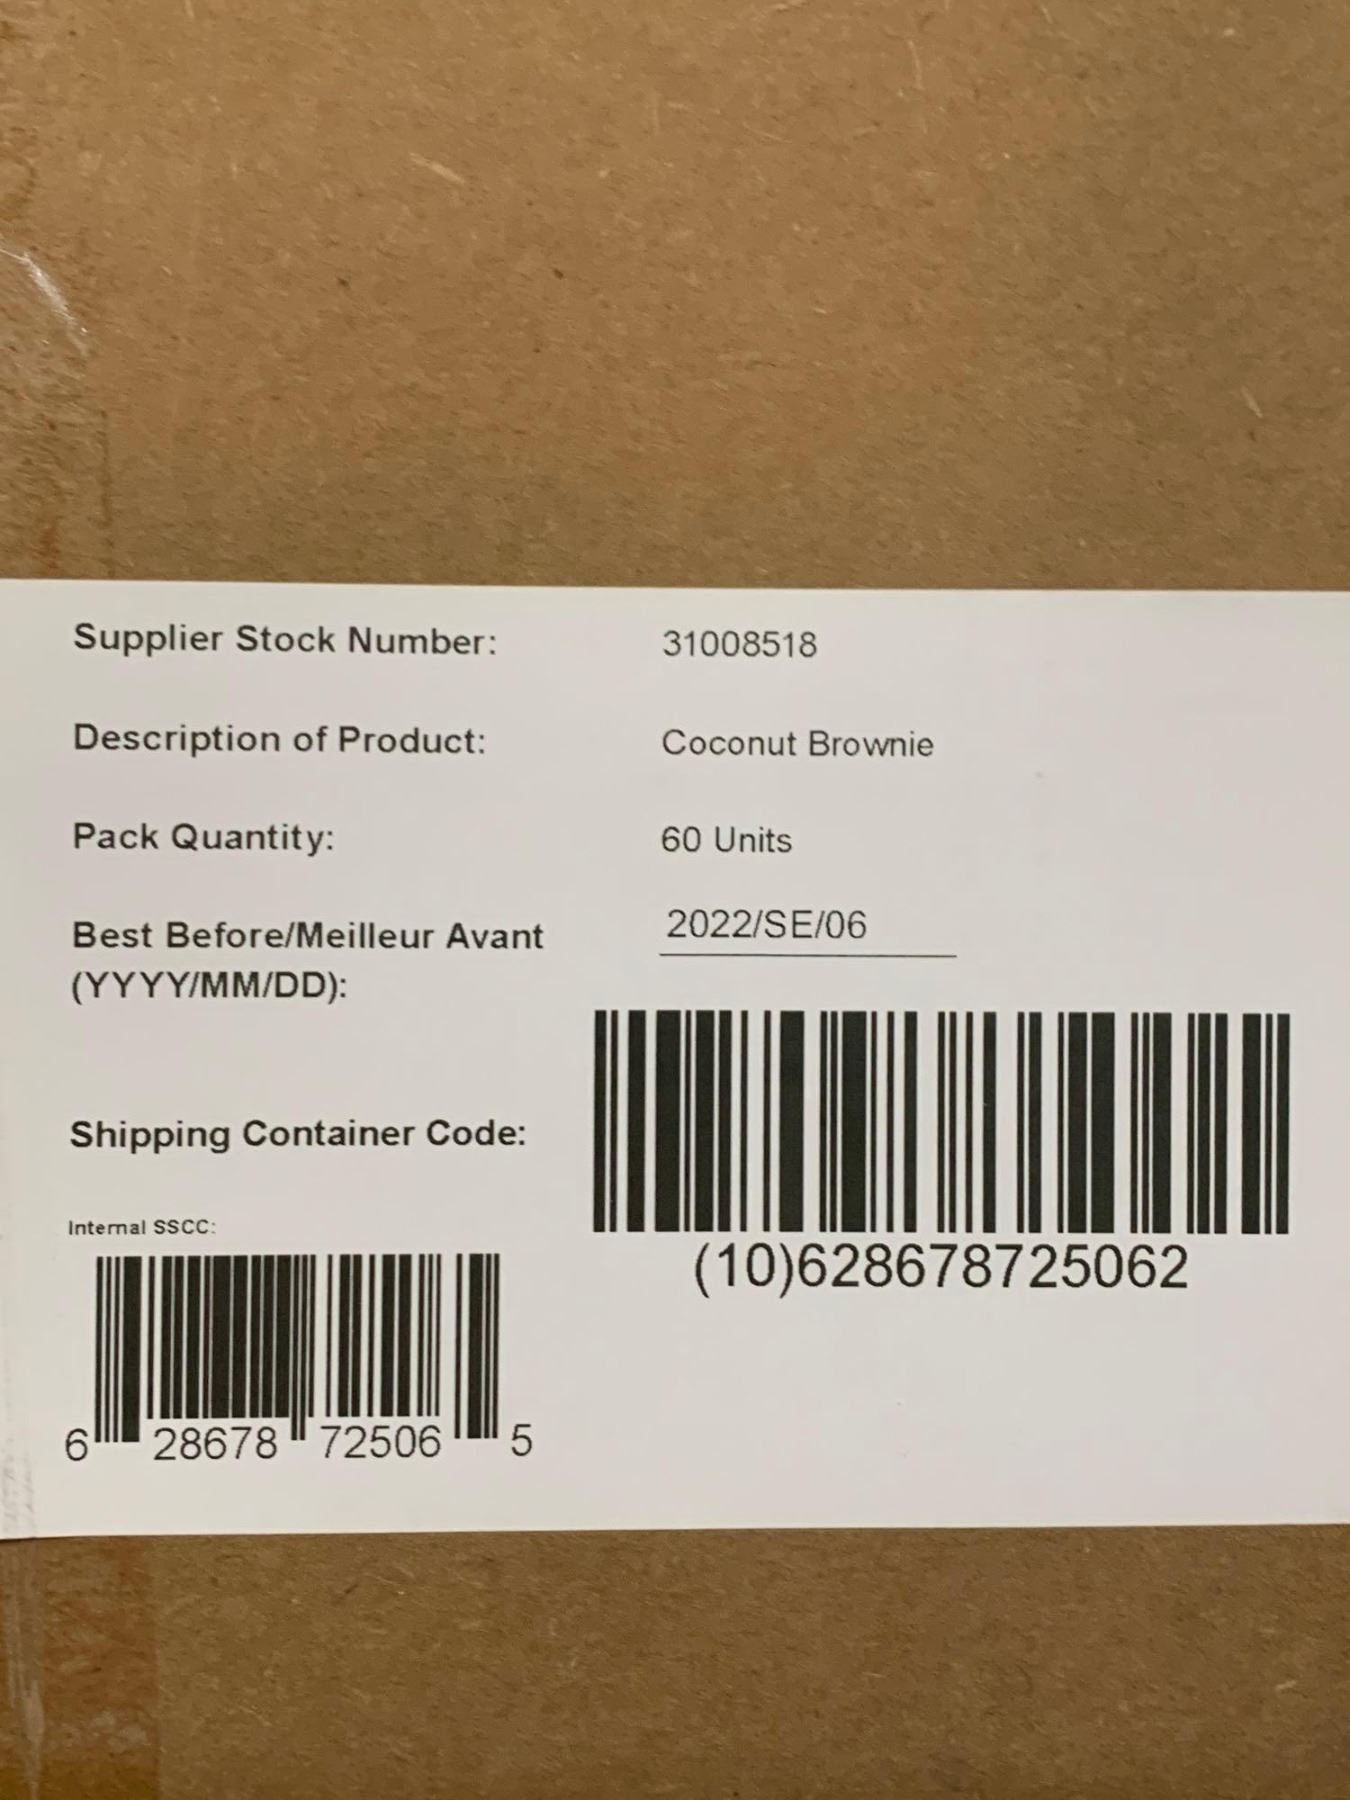 Supplier Stock Number: 31008518
Description of Product: Coconut Brownie
Pack Quantity: 60 Units
Best Before/Meilleur Avant 2022/SE/06
(YYYY/MM/DD):
Shipping Container Code:
(10)628678725062
Internal SSCC:
6 28678 72506 5